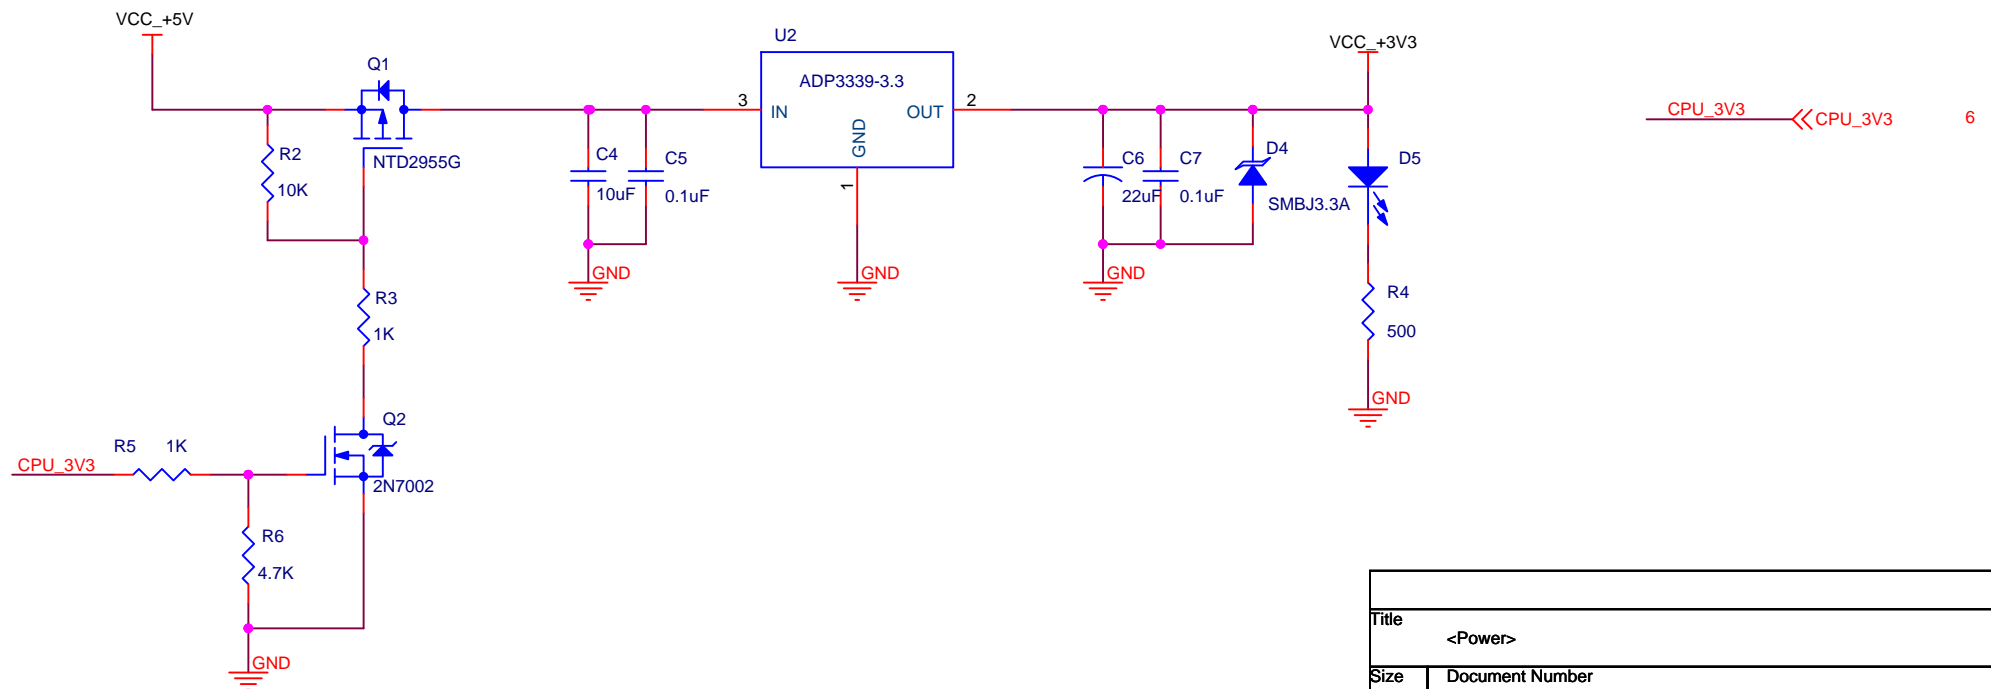 VCC_+5V
Q1
NTD2955G
R2
10K
R3
1K
Q2
2N7002
R5 1K
CPU_3V3
R6
4.7K
GND
C4
10uF
C5
0.1uF
GND
U2
ADP3339-3.3
3
IN
OUT
2
GND
1
GND
VCC_+3V3
C6
22uF
C7
0.1uF
D4
SMBJ3.3A
GND
D5
R4
500
GND
CPU_3V3
CPU_3V3
6
Title
<Power>
Size
Document Number